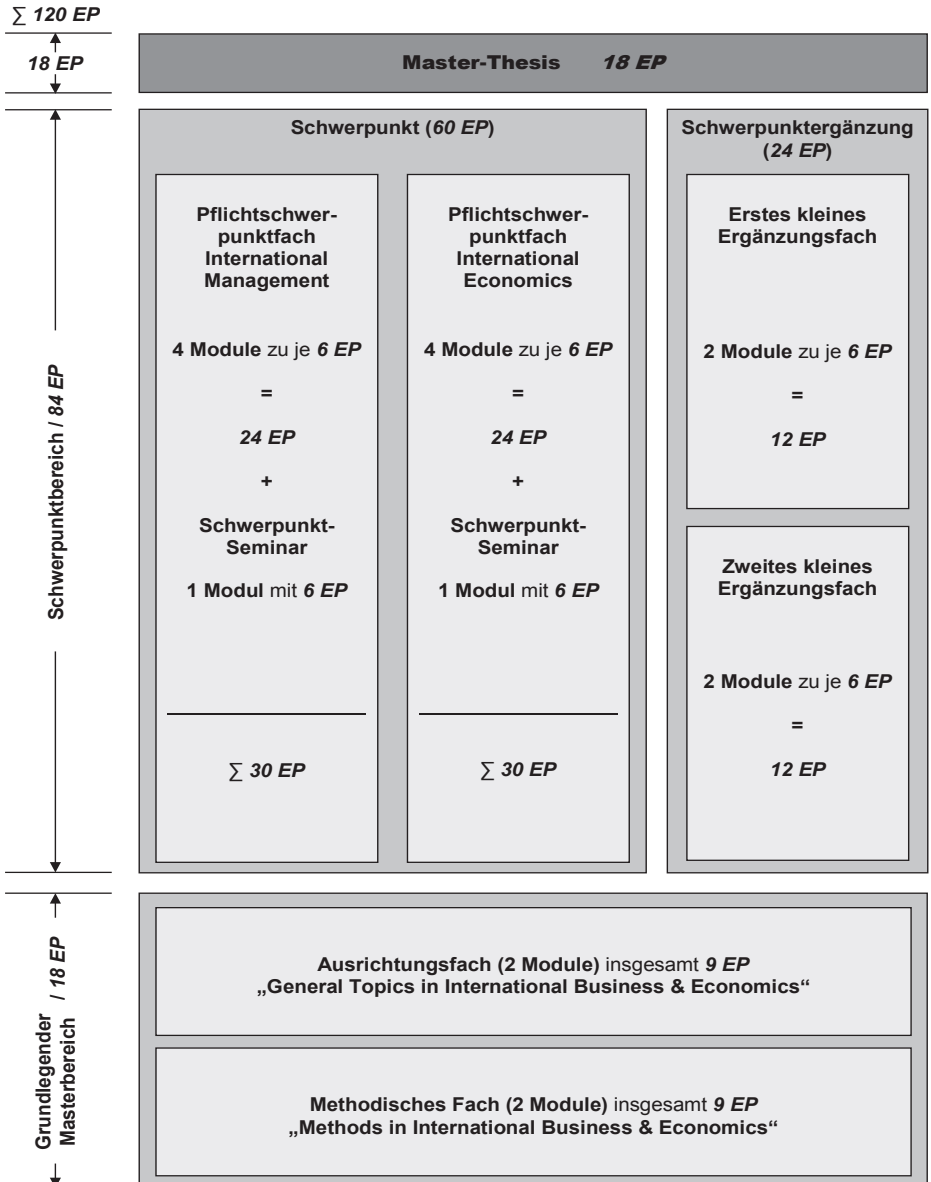 ∑ 120 EP
18 EP
Master-Thesis 18 EP
Schwerpunktbereich / 84 EP
Schwerpunkt (60 EP)
Pflichtschwer-
punktfach
International
Management
4 Module zu je 6 EP
=
24 EP
+
Schwerpunkt-
Seminar
1 Modul mit 6 EP
∑ 30 EP
Pflichtschwer-
punktfach
International
Economics
4 Module zu je 6 EP
=
24 EP
+
Schwerpunkt-
Seminar
1 Modul mit 6 EP
∑ 30 EP
Schwerpunktergänzung
(24 EP)
Erstes kleines
Ergänzungsfach
2 Module zu je 6 EP
=
12 EP
Zweites kleines
Ergänzungsfach
2 Module zu je 6 EP
=
12 EP
Grundlegender / 18 EP
Masterbereich
Ausrichtungsfach (2 Module) insgesamt 9 EP
„General Topics in International Business & Economics“
Methodisches Fach (2 Module) insgesamt 9 EP
„Methods in International Business & Economics“